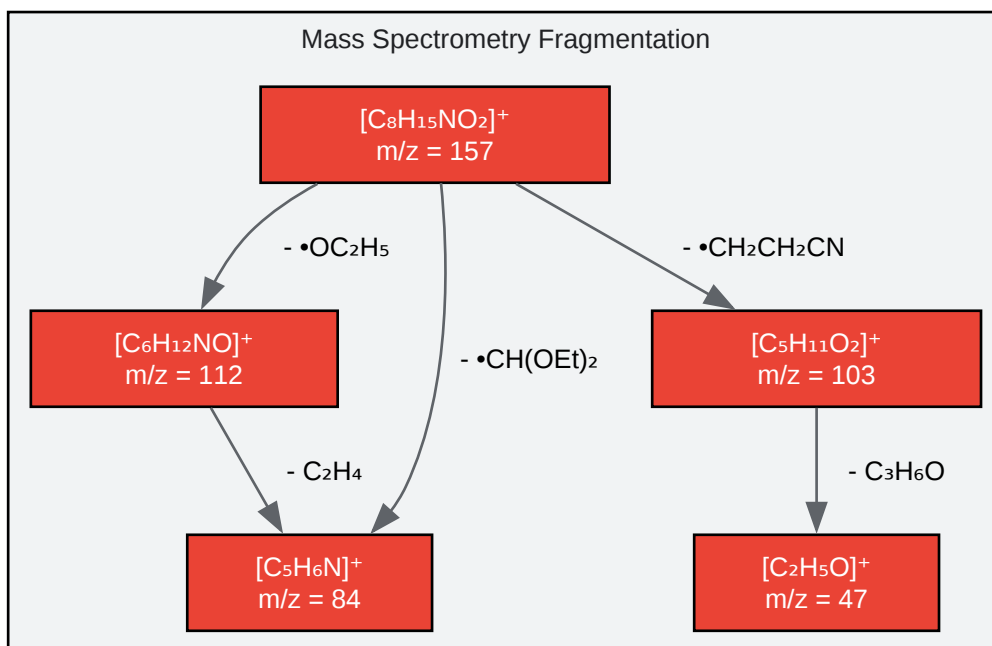 Mass Spectrometry Fragmentation
[C₈H₁₅NO₂]⁺
m/z = 157
- •OC₂H₅
- •CH₂CH₂CN
- •CH(OEt)₂
[C₆H₁₂NO]⁺
m/z = 112
[C₅H₁₁O₂]⁺
m/z = 103
- C₂H₄
- C₃H₆O
[C₅H₆N]⁺
m/z = 84
[C₂H₅O]⁺
m/z = 47